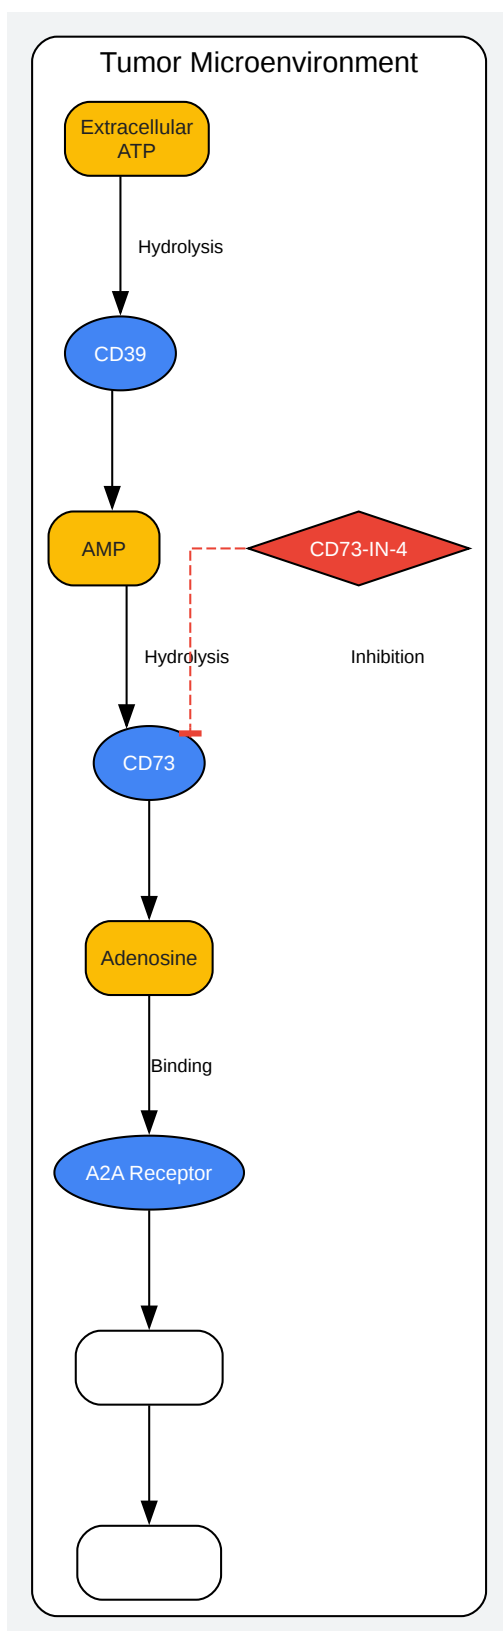 Tumor Microenvironment
Extracellular
ATP
Hydrolysis
CD39
AMP
CD73-IN-4
Hydrolysis
Inhibition
CD73
Adenosine
Binding
A2A Receptor